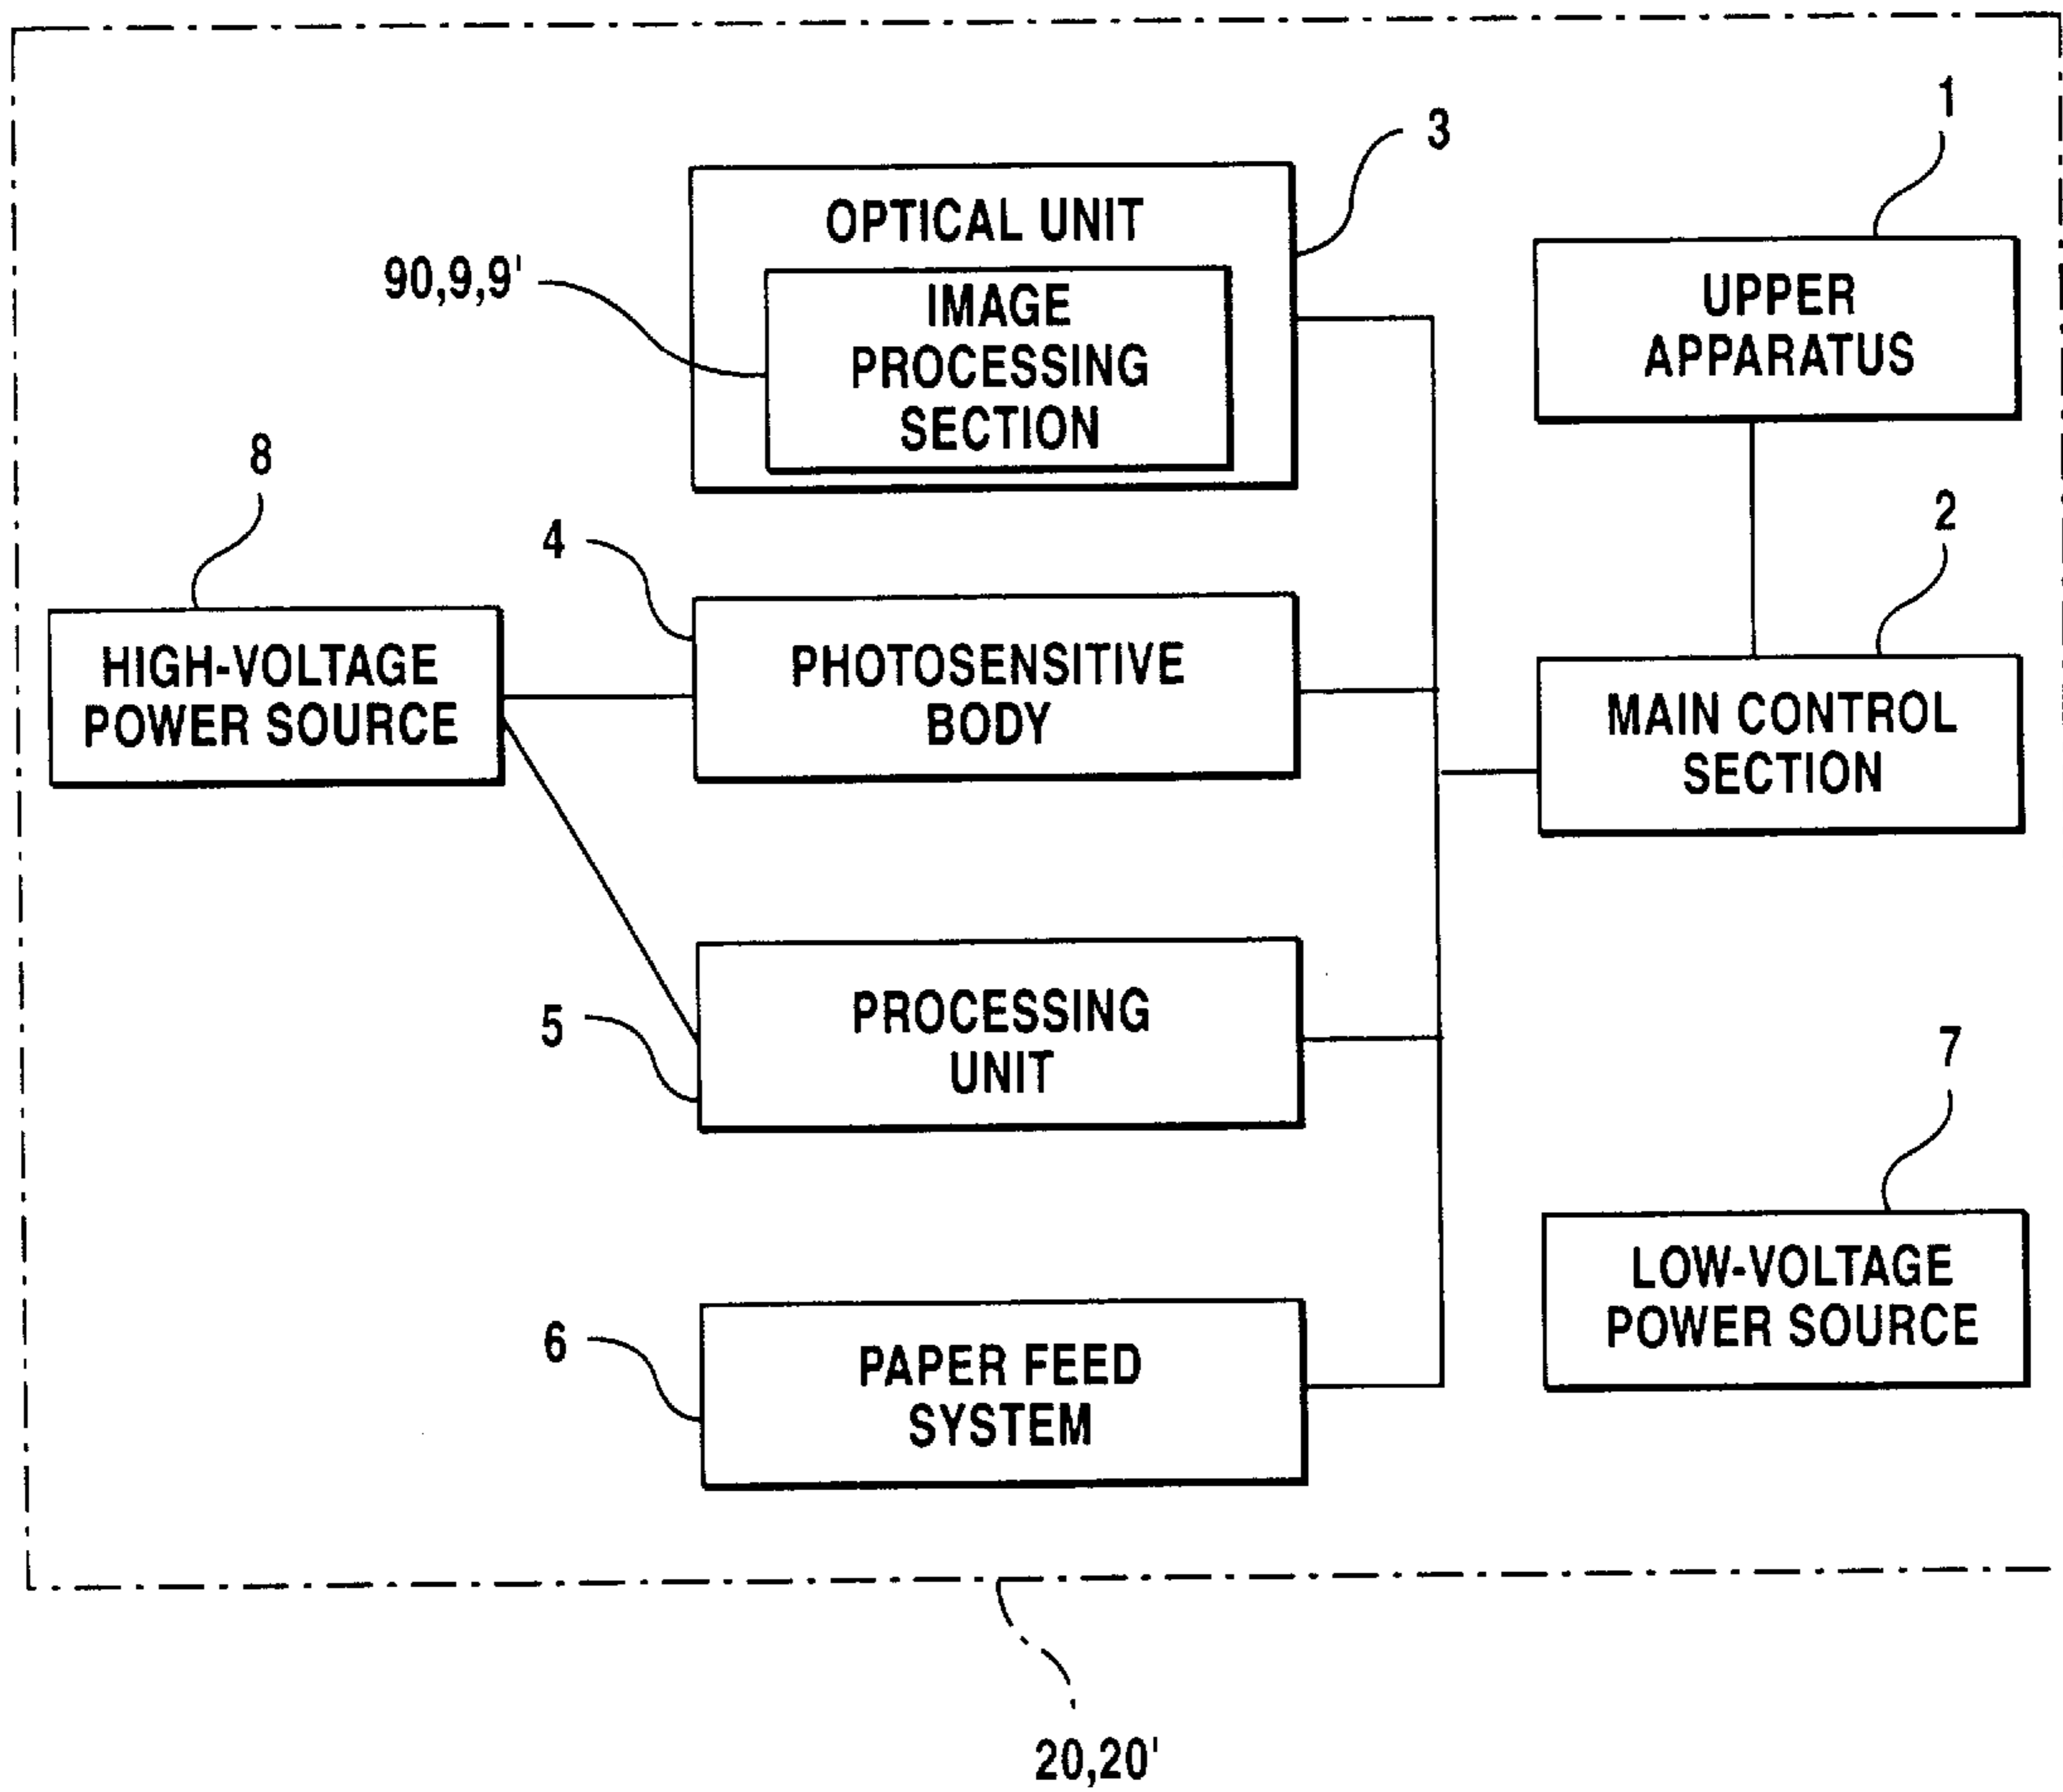 1
3
OPTICAL UNIT
90,9,9'
IMAGE
PROCESSING
SECTION
UPPER
APPARATUS
8
4
2
HIGH-VOLTAGE
POWER SOURCE
PHOTOSENSITIVE
BODY
MAIN CONTROL
SECTION
5
PROCESSING
UNIT
7
6
PAPER FEED
SYSTEM
LOW-VOLTAGE
POWER SOURCE
20,20'